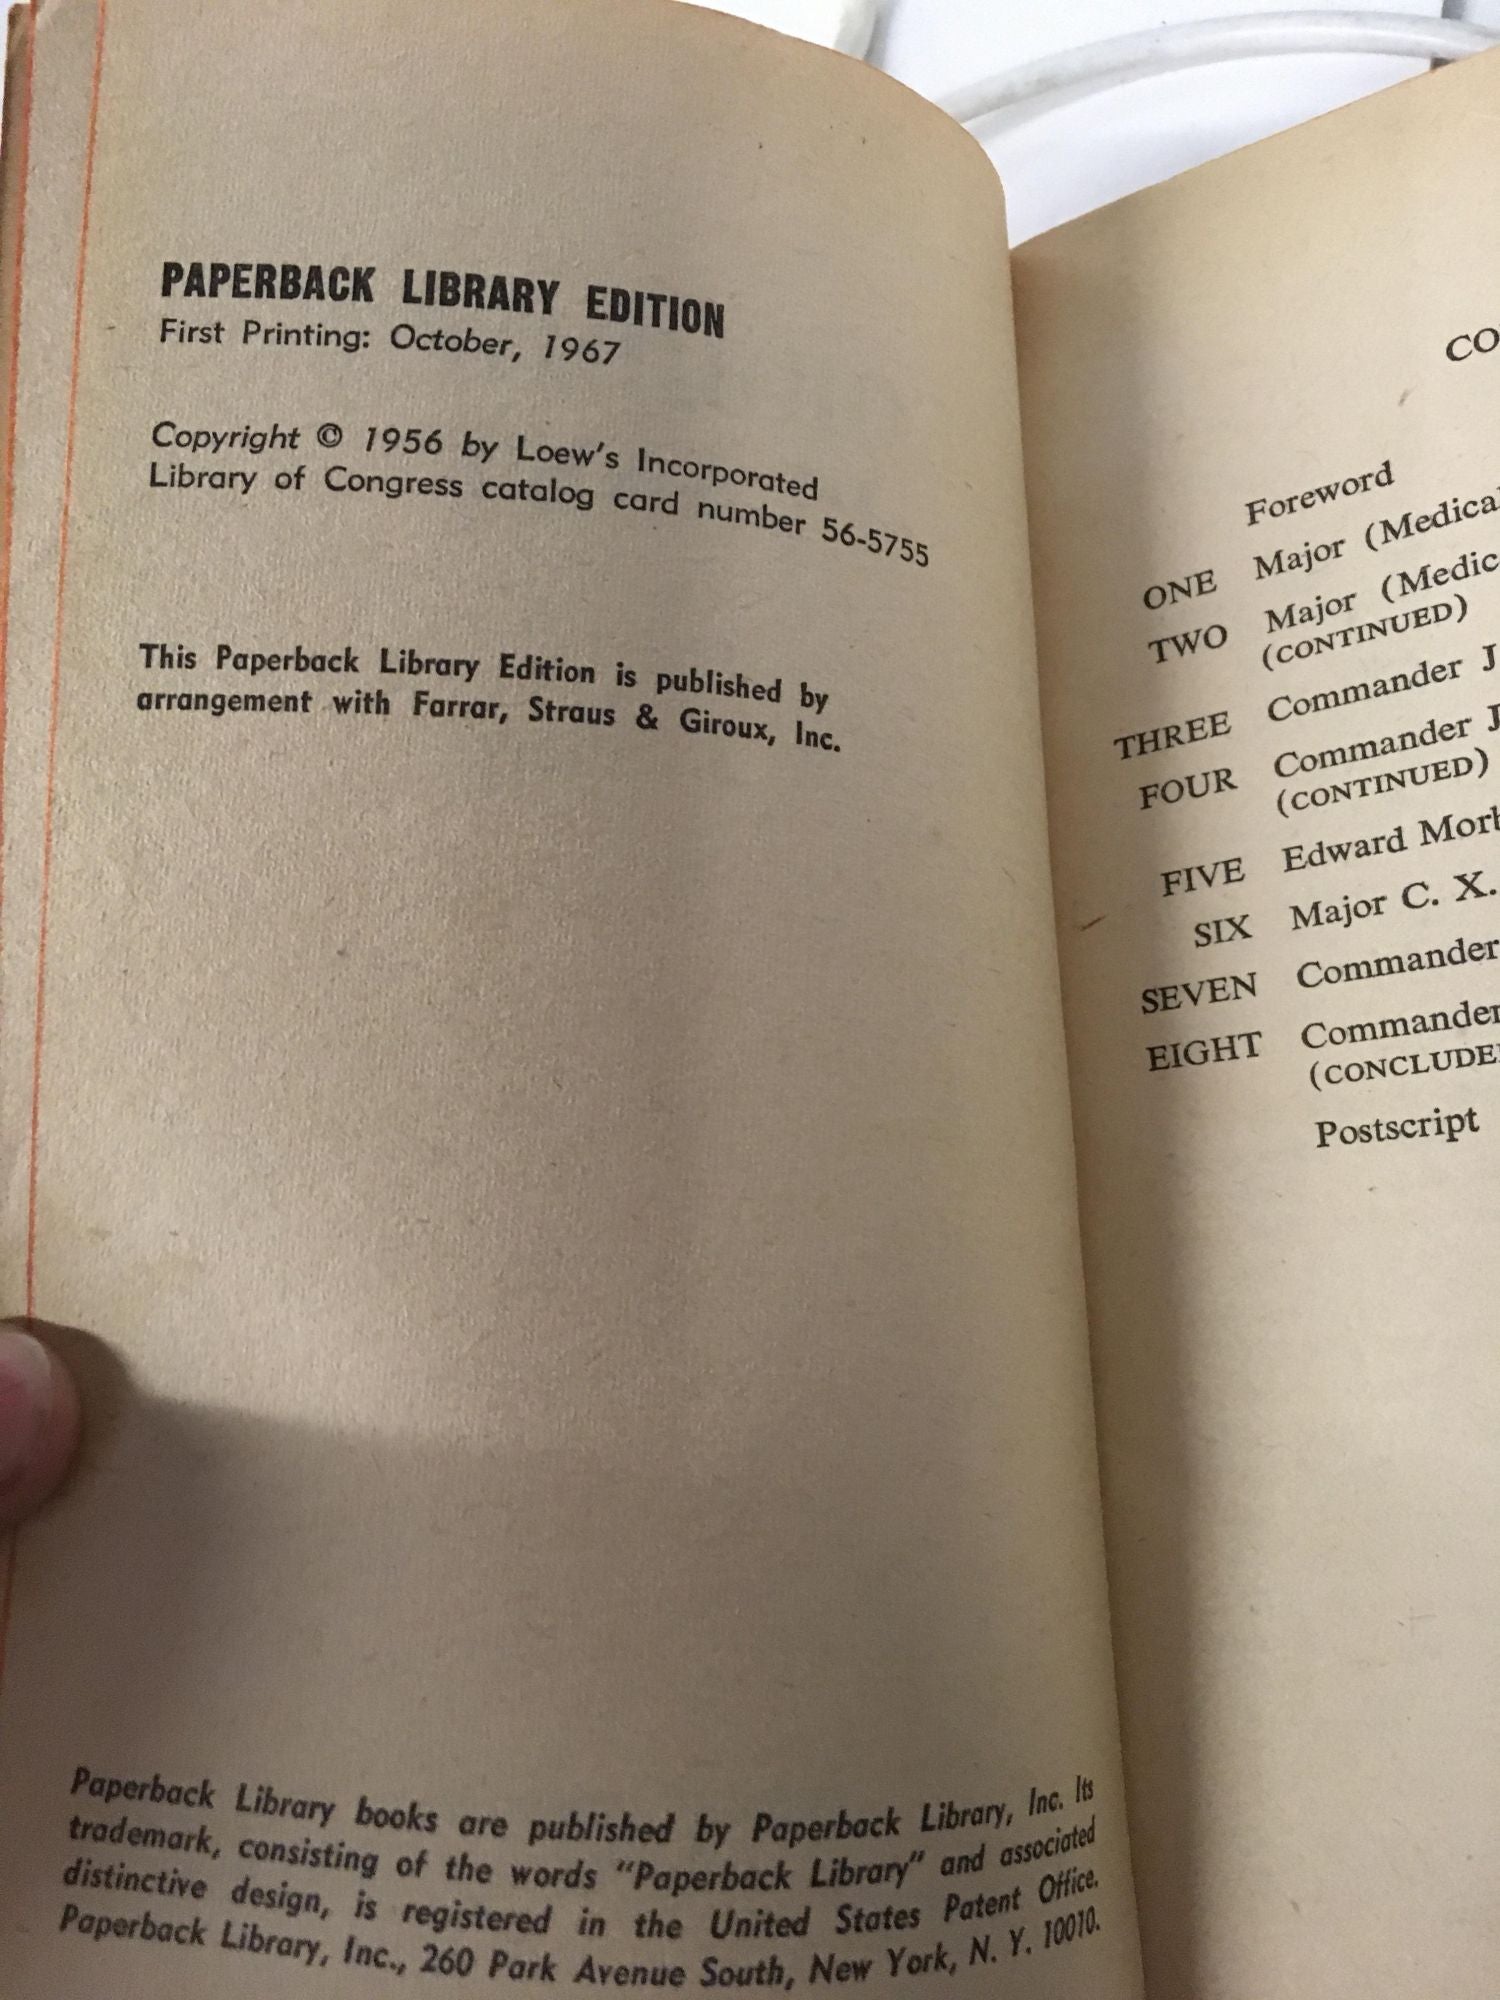 PAPERBACK LIBRARY EDITION
First Printing: October, 1967
Copyright © 1956 by Loew's Incorporated
Library of Congress catalog card number 56-5755
This Paperback Library Edition is published by
arrangement with Farrar, Straus & Giroux, Inc.
Paperback Library books are published by Paperback Library, Inc. Its
trademark, consisting of the words "Paperback Library" and associated
distinctive design, is registered in the United States Patent Office.
Paperback Library, Inc., 260 Park Avenue South, New York, N. Y. 10010.
CO
Foreword
ONE Major (Medical
TWO Major (Medic
(CONTINUED)
THREE Commander J
FOUR Commander J
(CONTINUED)
FIVE Edward Morb
SIX Major C. X.
SEVEN Commander
EIGHT Commander
(CONCLUDE
Postscript